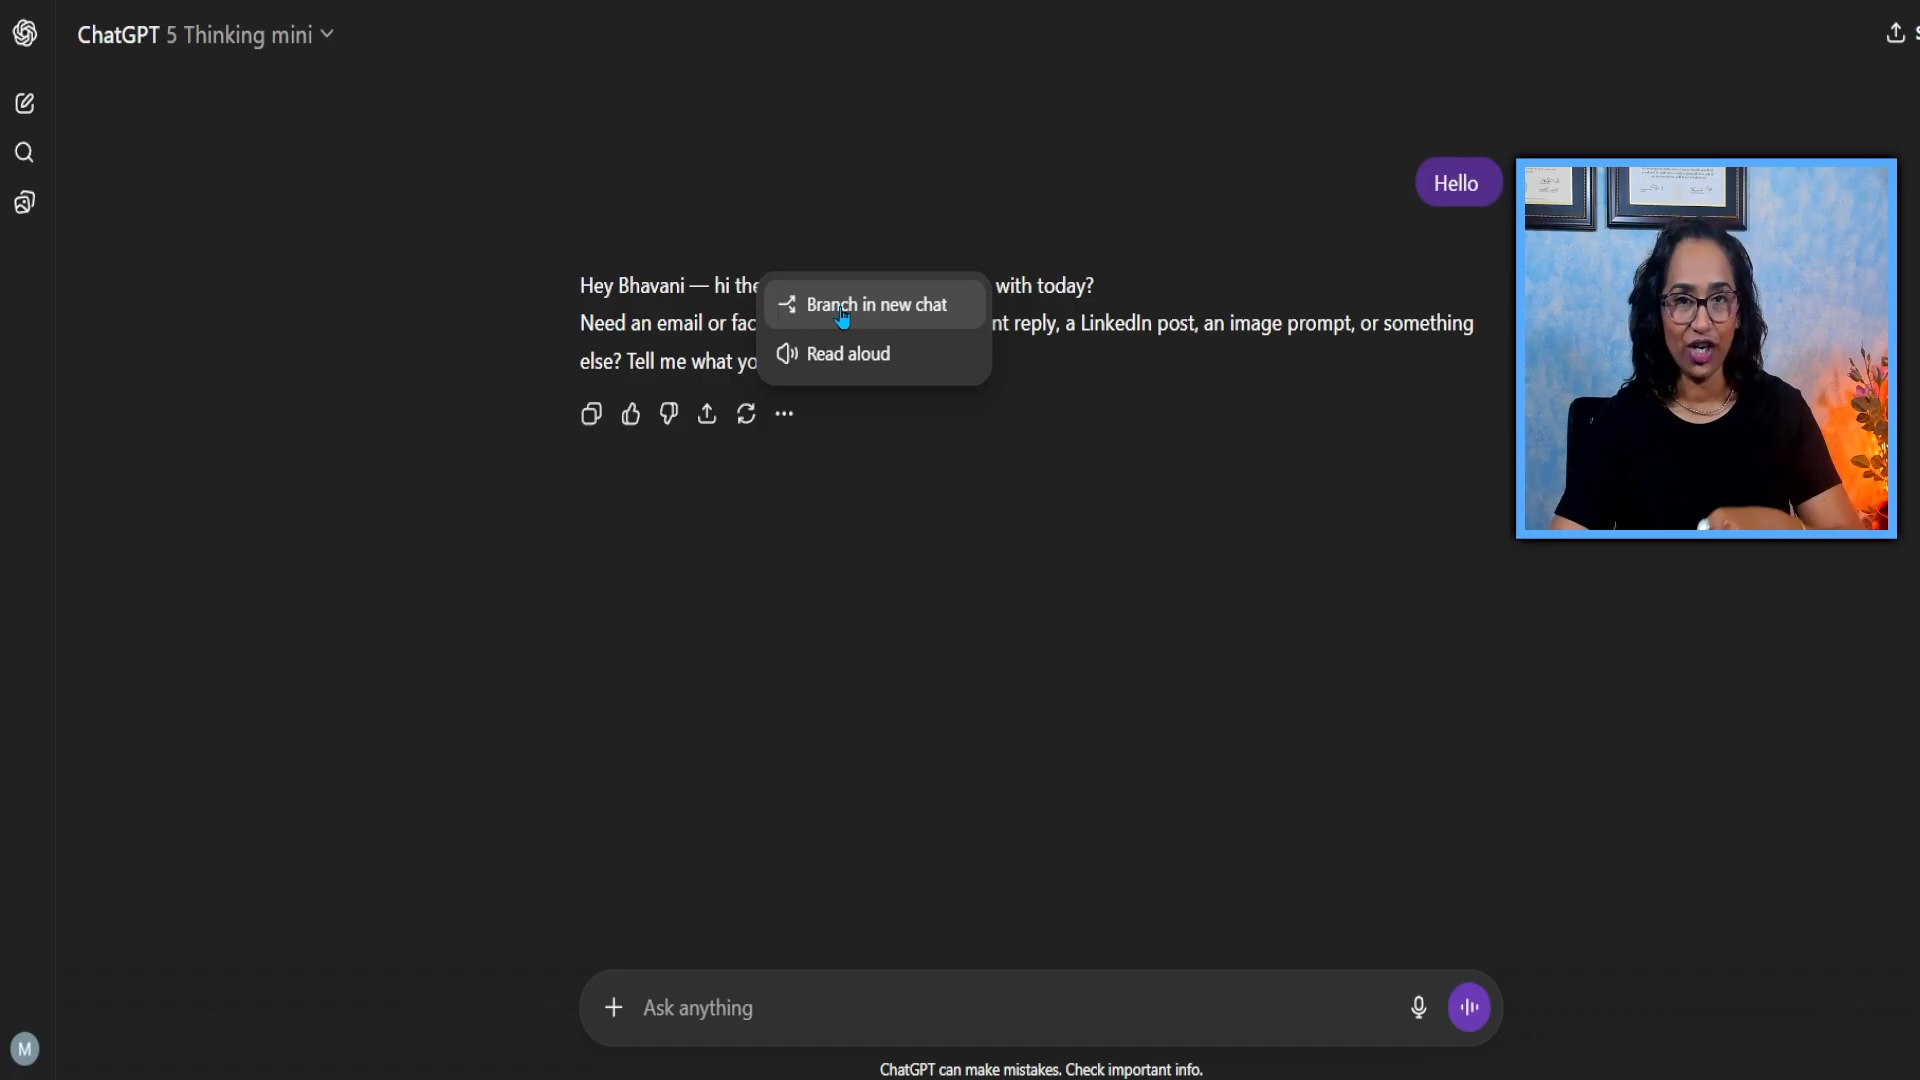 ChatGPT 5 Thinking mini
Hello
Hey Bhavani — hi the with today?
Branch in new chat
Need an email or fac nt reply, a LinkedIn post, an image prompt, or something
Read aloud
else? Tell me what yo
Ask anything
M
ChatGPT can make mistakes. Check important info.